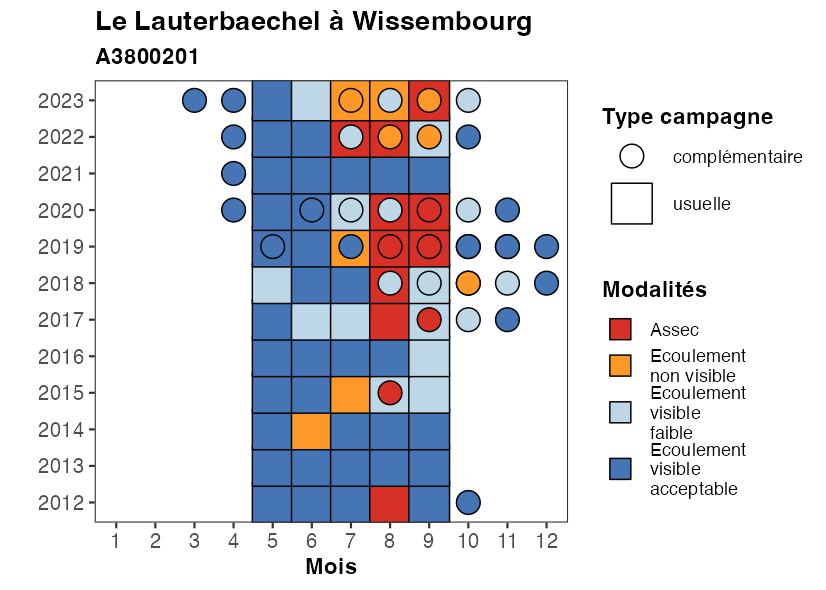 Le Lauterbaechel à Wissembourg
A3800201
2023
2022
2021
2020
2019
2018
2017
2016
2015
2014
2013
2012
1 2 3 4 5 6 7 8 9 10 11 12
Mois
Type campagne
complémentaire
usuelle
Modalités
Assec
Ecoulement
non visible
Ecoulement
visible
faible
Ecoulement
visible
acceptable